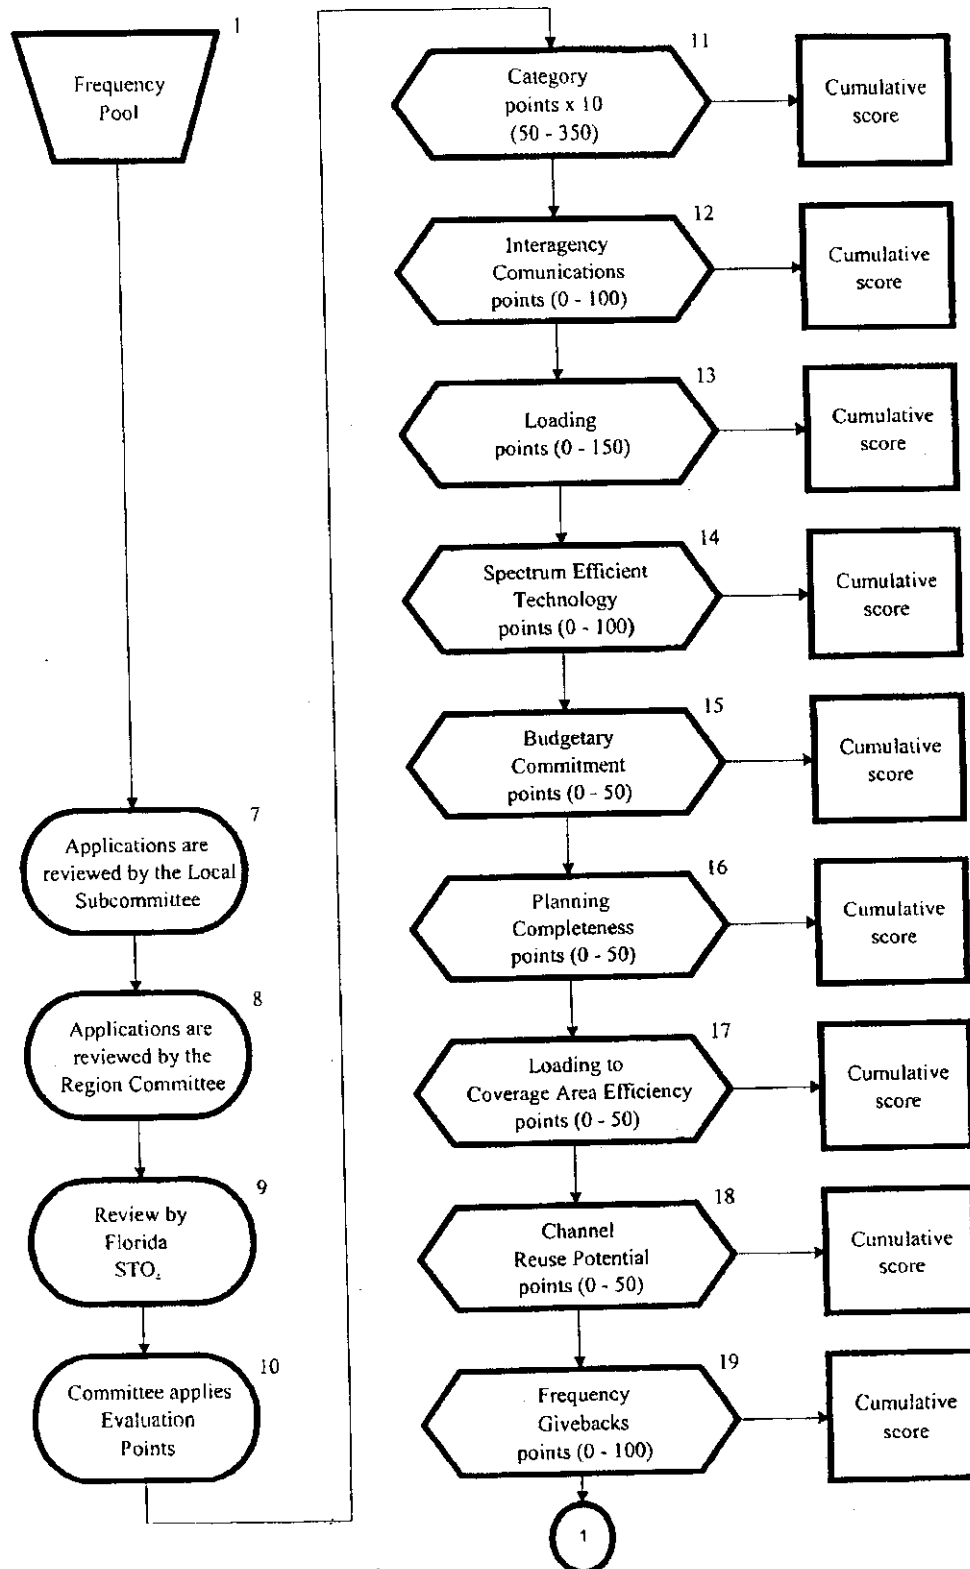 1
Frequency
Pool
7
Applications are
reviewed by the Local
Subcommittee
8
Applications are
reviewed by the
Region Committee
9
Review by
Florida
STO.
10
Committee applies
Evaluation
Points
11
Category
points x 10
(50 - 350)
Cumulative
score
12
Interagency
Comunications
points (0 - 100)
Cumulative
score
13
Loading
points (0 - 150)
Cumulative
score
14
Spectrum Efficient
Technology
points (0 - 100)
Cumulative
score
15
Budgetary
Commitment
points (0 - 50)
Cumulative
score
16
Planning
Completeness
points (0 - 50)
Cumulative
score
17
Loading to
Coverage Area Efficiency
points (0 - 50)
Cumulative
score
18
Channel
Reuse Potential
points (0 - 50)
Cumulative
score
19
Frequency
Givebacks
points (0 - 100)
Cumulative
score
1